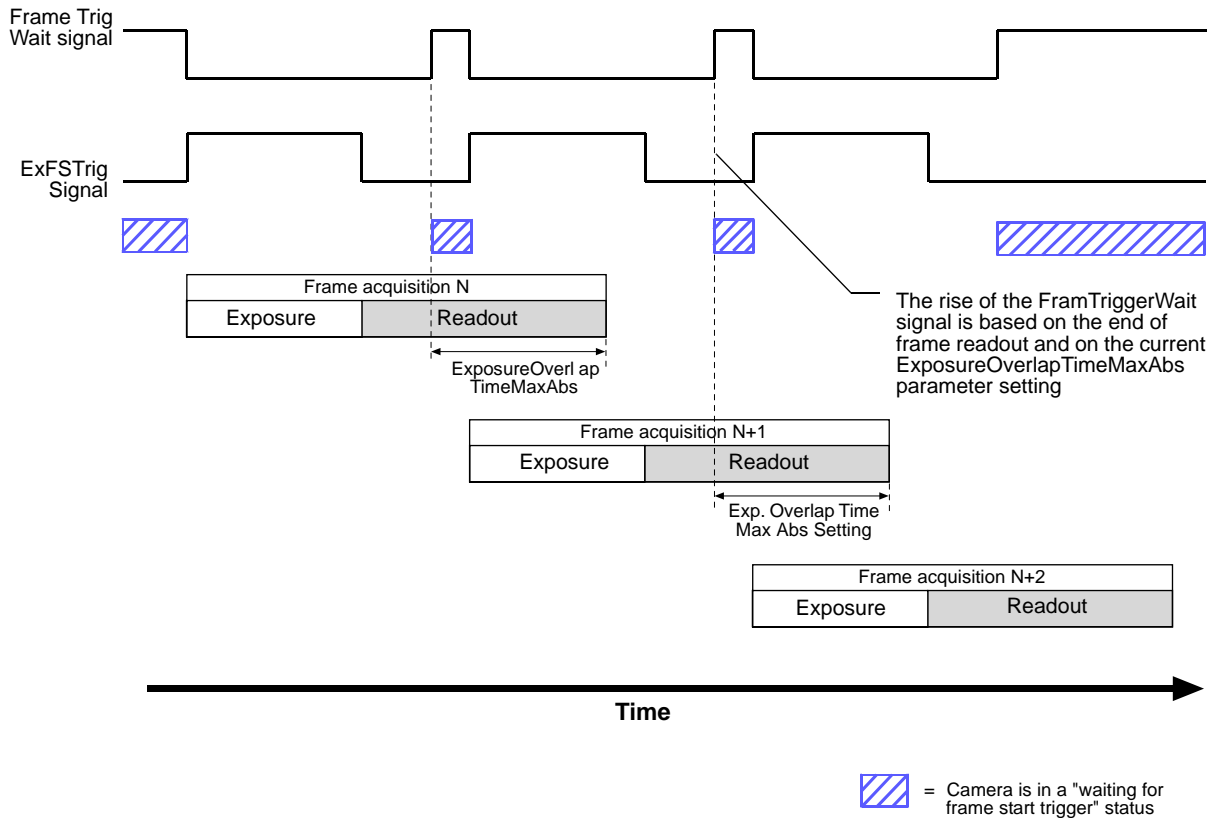 Frame Trig
Wait signal
ExFSTrig
Signal
Frame acquisition N
Exposure
Readout
ExposureOverl ap
TimeMaxAbs
The rise of the FramTriggerWait
signal is based on the end of
frame readout and on the current
ExposureOverlapTimeMaxAbs
parameter setting
Frame acquisition N+1
Exposure
Readout
Exp. Overlap Time
Max Abs Setting
Frame acquisition N+2
Exposure
Readout
Time
= Camera is in a "waiting for
frame start trigger" status